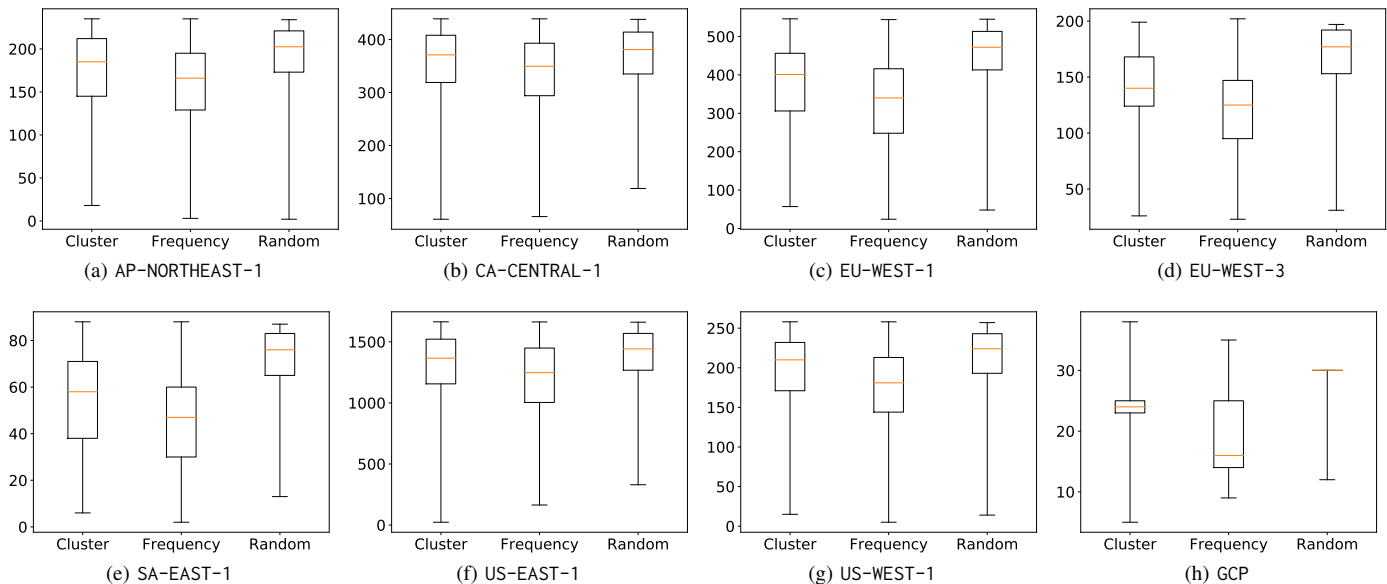 200
150
100
50
0
Cluster Frequency Random
(a) AP-NORTHEAST-1
400
300
200
100
Cluster Frequency Random
(b) CA-CENTRAL-1
500
400
300
200
100
0
Cluster Frequency Random
(c) EU-WEST-1
200
150
100
50
Cluster Frequency Random
(d) EU-WEST-3
80
60
40
20
0
Cluster Frequency Random
(e) SA-EAST-1
1500
1000
500
0
Cluster Frequency Random
(f) US-EAST-1
250
200
150
100
50
0
Cluster Frequency Random
(g) US-WEST-1
30
20
10
Cluster Frequency Random
(h) GCP